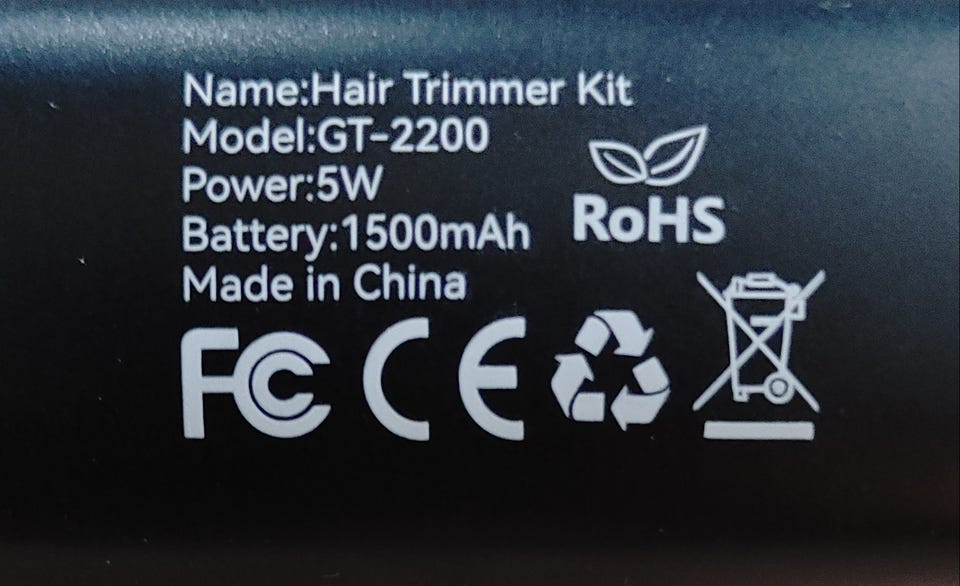 Name:Hair Trimmer Kit
Model:GT-2200
Power:5W
Battery:1500mAh
Made in China
RoHS
FC CE